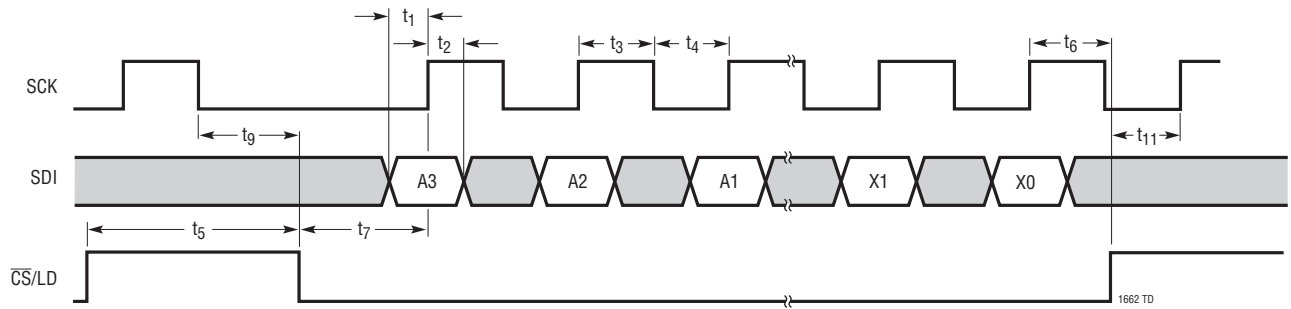 t1
t2
t3
t4
t6
SCK
t9
t11
SDI
A3
A2
A1
X1
X0
t5
t7
C̅S̅/LD
1662 TD